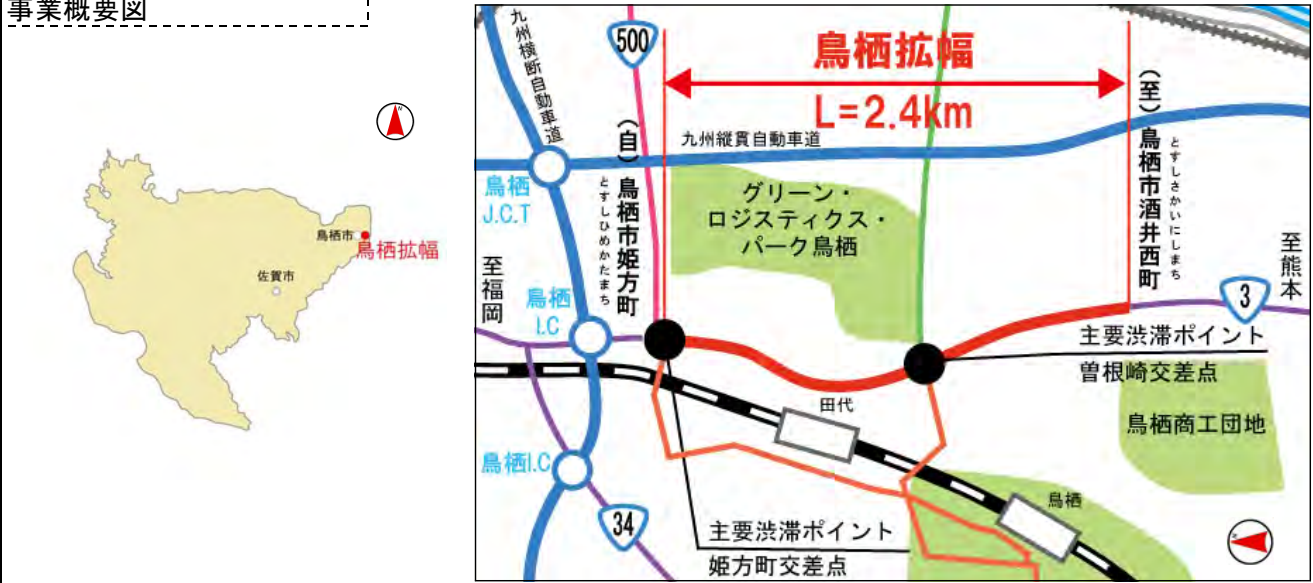 事業概要図
N
鳥栖市
鳥栖拡幅
佐賀市
九州横断自動車道
500
鳥栖拡幅
L=2.4km
(自)鳥栖市姫方町
とすしひめかたまち
(至)鳥栖市酒井西町
とすしさかいにしまち
九州縦貫自動車道
鳥栖
J.C.T
グリーン・
ロジスティクス・
パーク鳥栖
至福岡
至熊本
鳥栖
I.C
3
主要渋滞ポイント
曽根崎交差点
田代
鳥栖商工団地
鳥栖I.C
34
鳥栖
主要渋滞ポイント
姫方町交差点
N